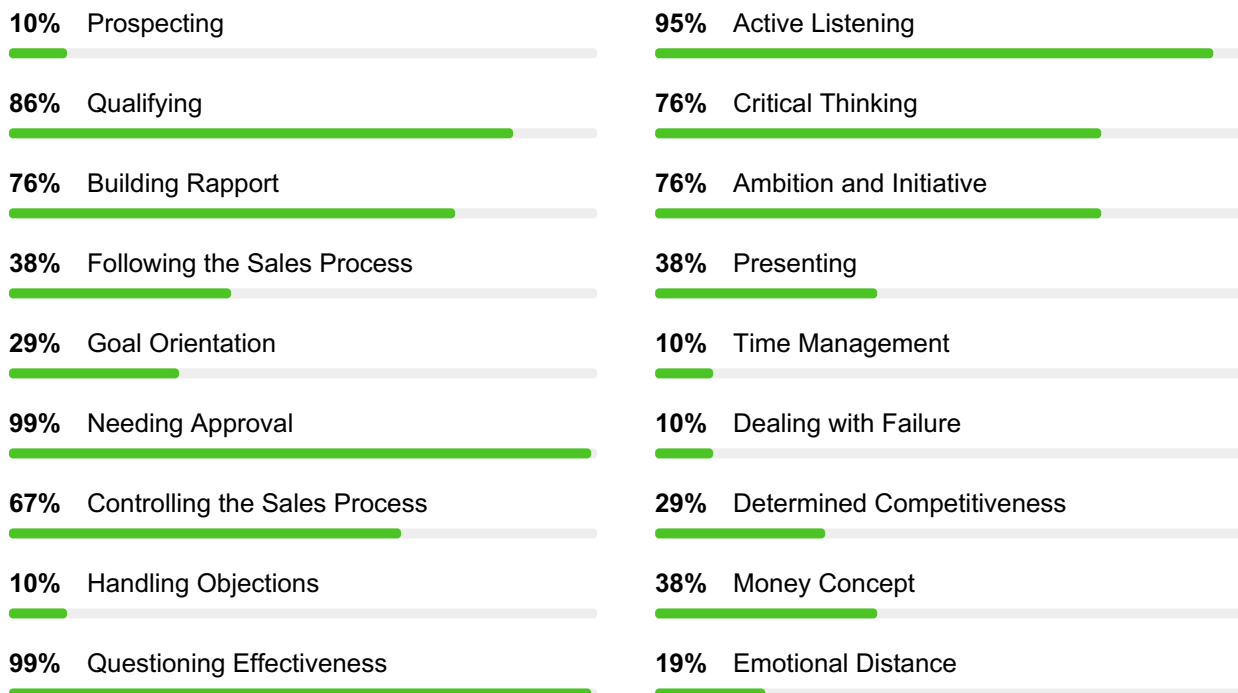 10% Prospecting
86% Qualifying
76% Building Rapport
38% Following the Sales Process
29% Goal Orientation
99% Needing Approval
67% Controlling the Sales Process
10% Handling Objections
99% Questioning Effectiveness
95% Active Listening
76% Critical Thinking
76% Ambition and Initiative
38% Presenting
10% Time Management
10% Dealing with Failure
29% Determined Competitiveness
38% Money Concept
19% Emotional Distance